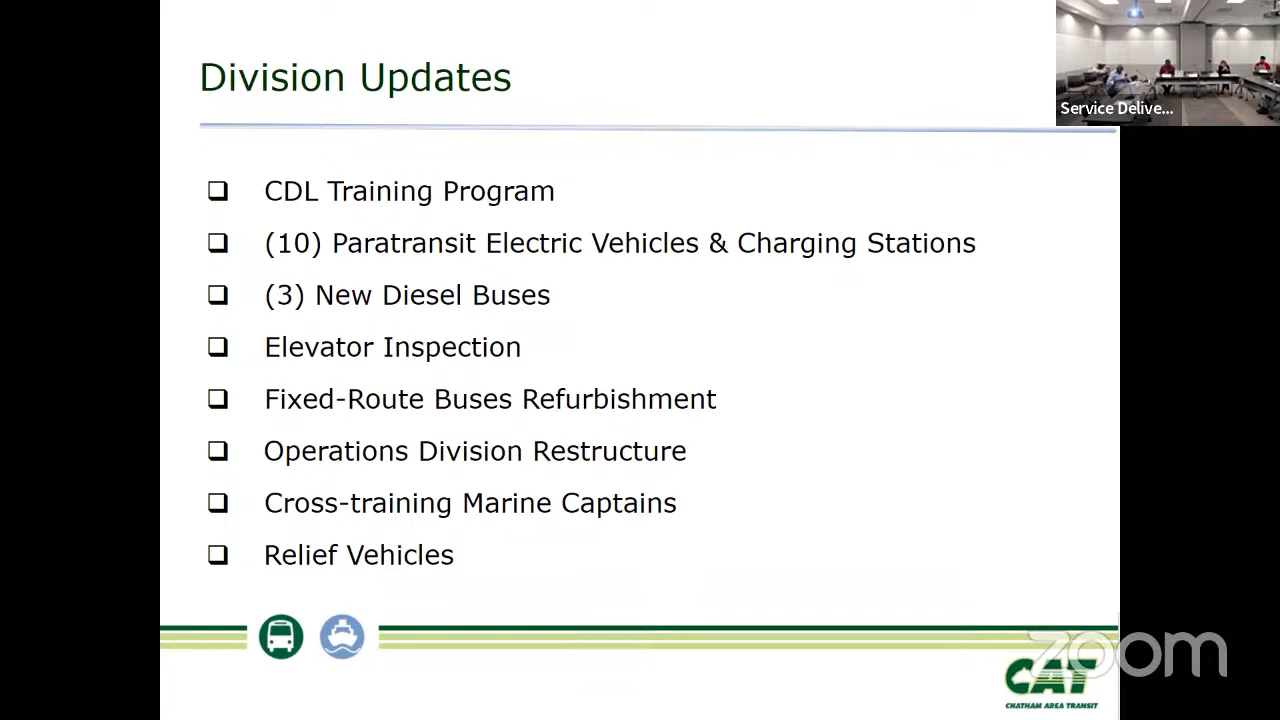 Division Updates
Service Delive...
CDL Training Program
(10) Paratransit Electric Vehicles & Charging Stations
(3) New Diesel Buses
Elevator Inspection
Fixed-Route Buses Refurbishment
Operations Division Restructure
Cross-training Marine Captains
Relief Vehicles
zoom
CAT
CHATHAM AREA TRANSIT